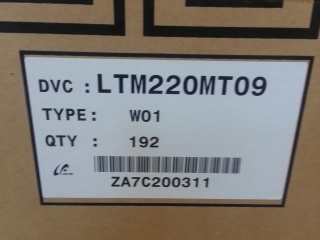 DVC : LTM220MT09
TYPE: W01
QTY : 192
ZA7C200311